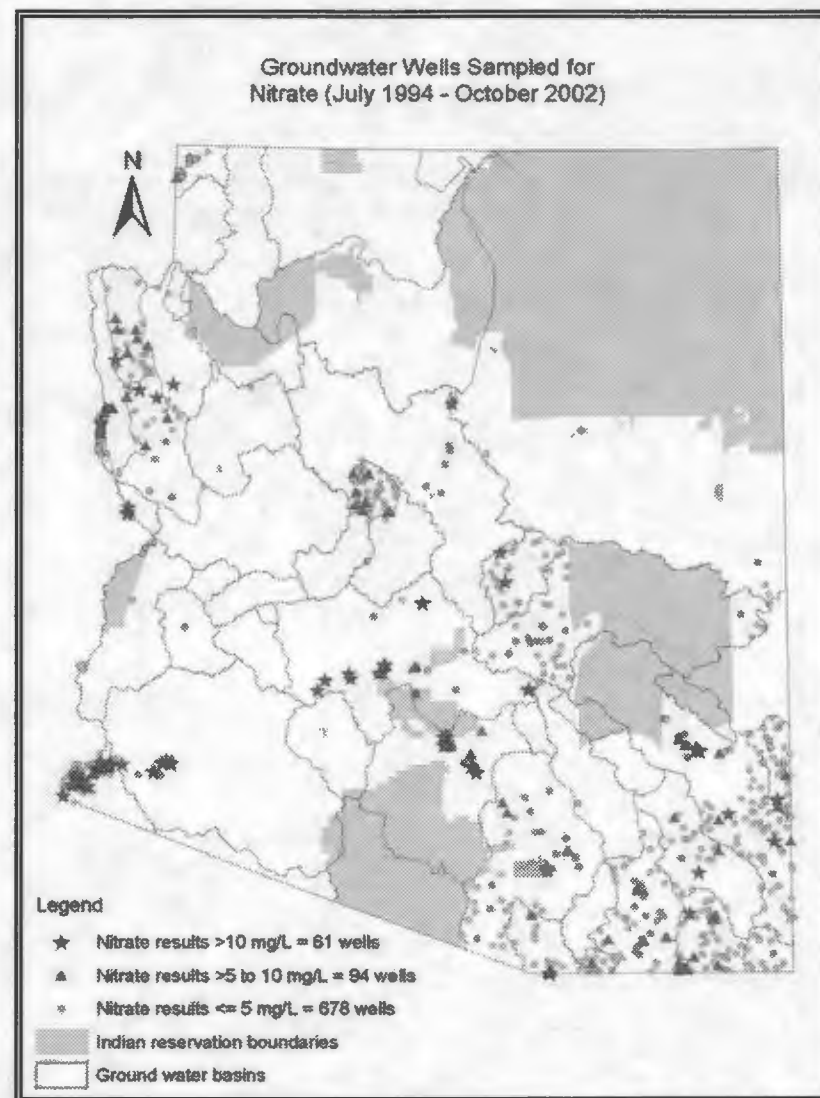 Groundwater Wells Sampled for
Nitrate (July 1994 - October 2002)
N
Legend
Nitrate results >10 mg/L = 61 wells
Nitrate results >5 to 10 mg/L = 94 wells
Nitrate results <= 5 mg/L = 678 wells
Indian reservation boundaries
Ground water basins